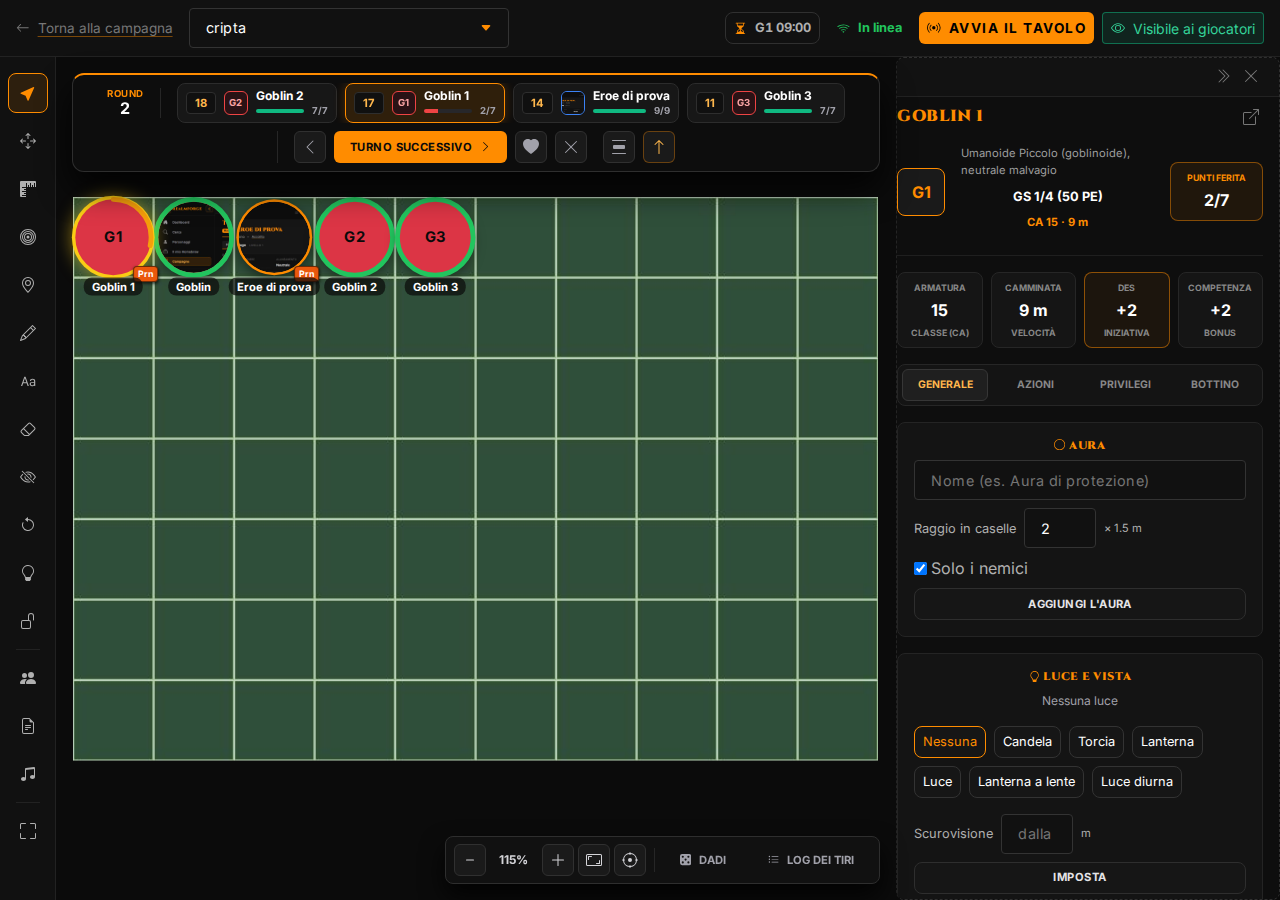 Torna alla campagna
cripta
G1 09:00
In linea
AVVIA IL TAVOLO
Visibile ai giocatori
ROUND
2
18 G2 Goblin 2 7/7
17 G1 Goblin 1 2/7
14 Eroe di prova 9/9
11 G3 Goblin 3 7/7
TURNO SUCCESSIVO
Aa
G1
Prn
Goblin 1
Goblin
EROE DI PROVA
Prn
Eroe di prova
G2
Goblin 2
G3
Goblin 3
115%
DADI
LOG DEI TIRI
GOBLIN 1
G1
Umanoide Piccolo (goblinoide),
neutrale malvagio
GS 1/4 (50 PE)
CA 15 · 9 m
PUNTI FERITA
2/7
ARMATURA
15
CLASSE (CA)
CAMMINATA
9 m
VELOCITÀ
DES
+2
INIZIATIVA
COMPETENZA
+2
BONUS
GENERALE
AZIONI
PRIVILEGI
BOTTINO
AURA
Nome (es. Aura di protezione)
Raggio in caselle 2 × 1.5 m
Solo i nemici
AGGIUNGI L'AURA
LUCE E VISTA
Nessuna luce
Nessuna Candela Torcia Lanterna
Luce Lanterna a lente Luce diurna
Scurovisione dalla m
IMPOSTA